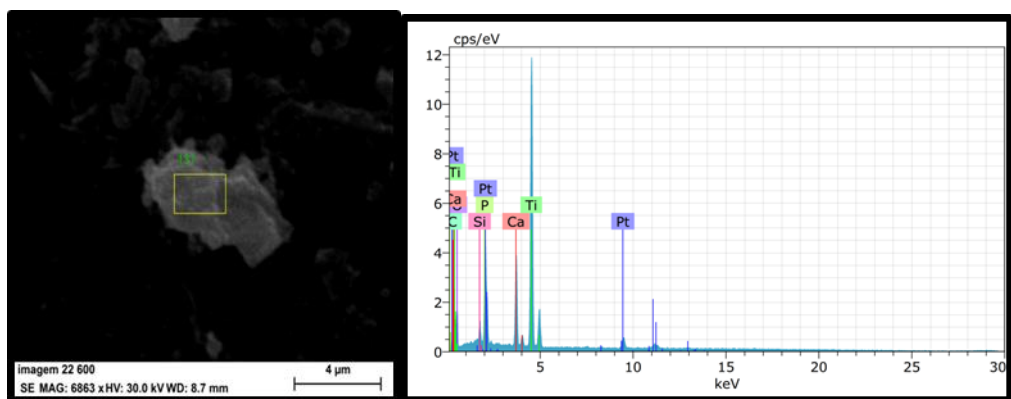 imagem 22 600
SE MAG: 6863 x HV: 30.0 kV WD: 8.7 mm
4 µm
cps/eV
12
10
8
6
4
2
0
Pt
Ti
Ca
C
Si
Pt
P
Ca
Ti
Pt
5
10
15
20
25
30
keV